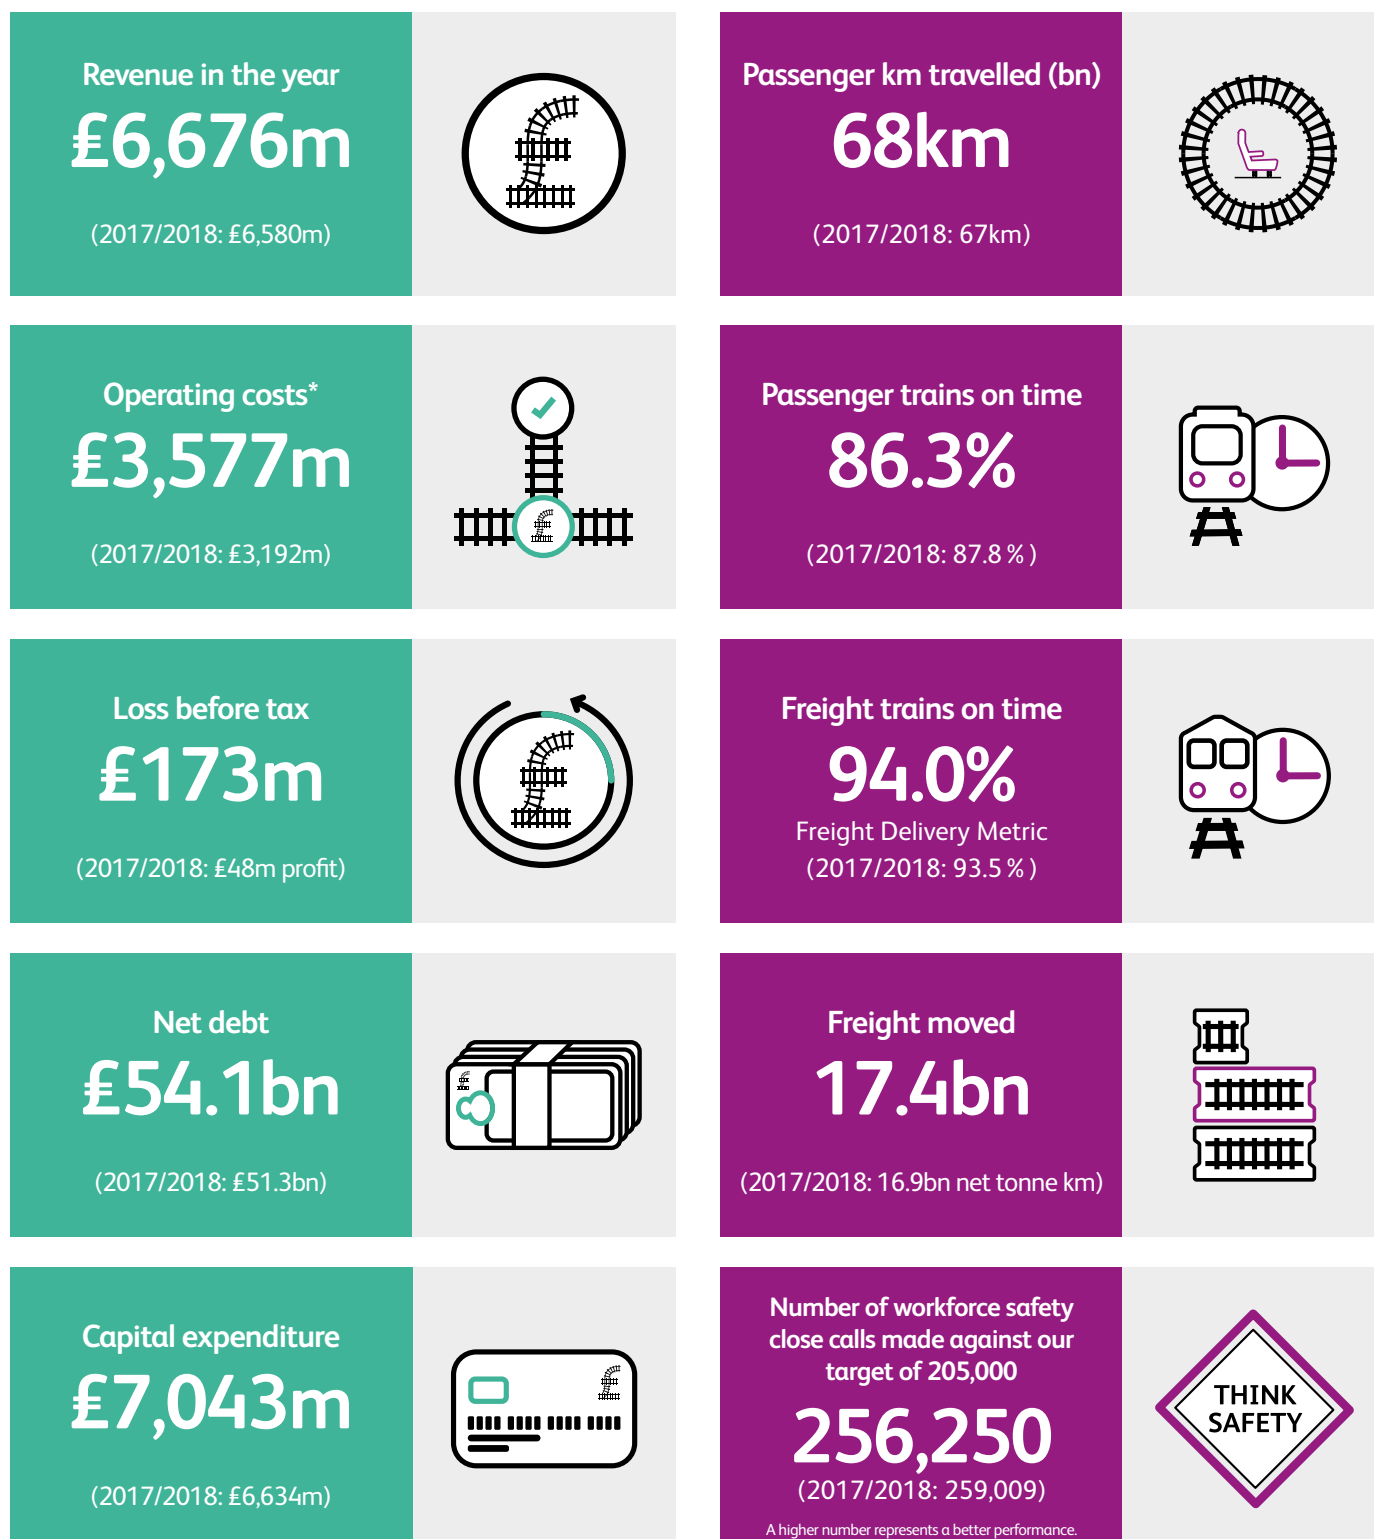 Revenue in the year
£6,676m
(2017/2018: £6,580m)
Passenger km travelled (bn)
68km
(2017/2018: 67km)
Operating costs*
£3,577m
(2017/2018: £3,192m)
Passenger trains on time
86.3%
(2017/2018: 87.8 % )
Loss before tax
£173m
(2017/2018: £48m profit)
Freight trains on time
94.0%
Freight Delivery Metric
(2017/2018: 93.5 % )
Net debt
£54.1bn
(2017/2018: £51.3bn)
Freight moved
17.4bn
(2017/2018: 16.9bn net tonne km)
Capital expenditure
£7,043m
(2017/2018: £6,634m)
Number of workforce safety
close calls made against our
target of 205,000
256,250
(2017/2018: 259,009)
A higher number represents a better performance.
THINK
SAFETY